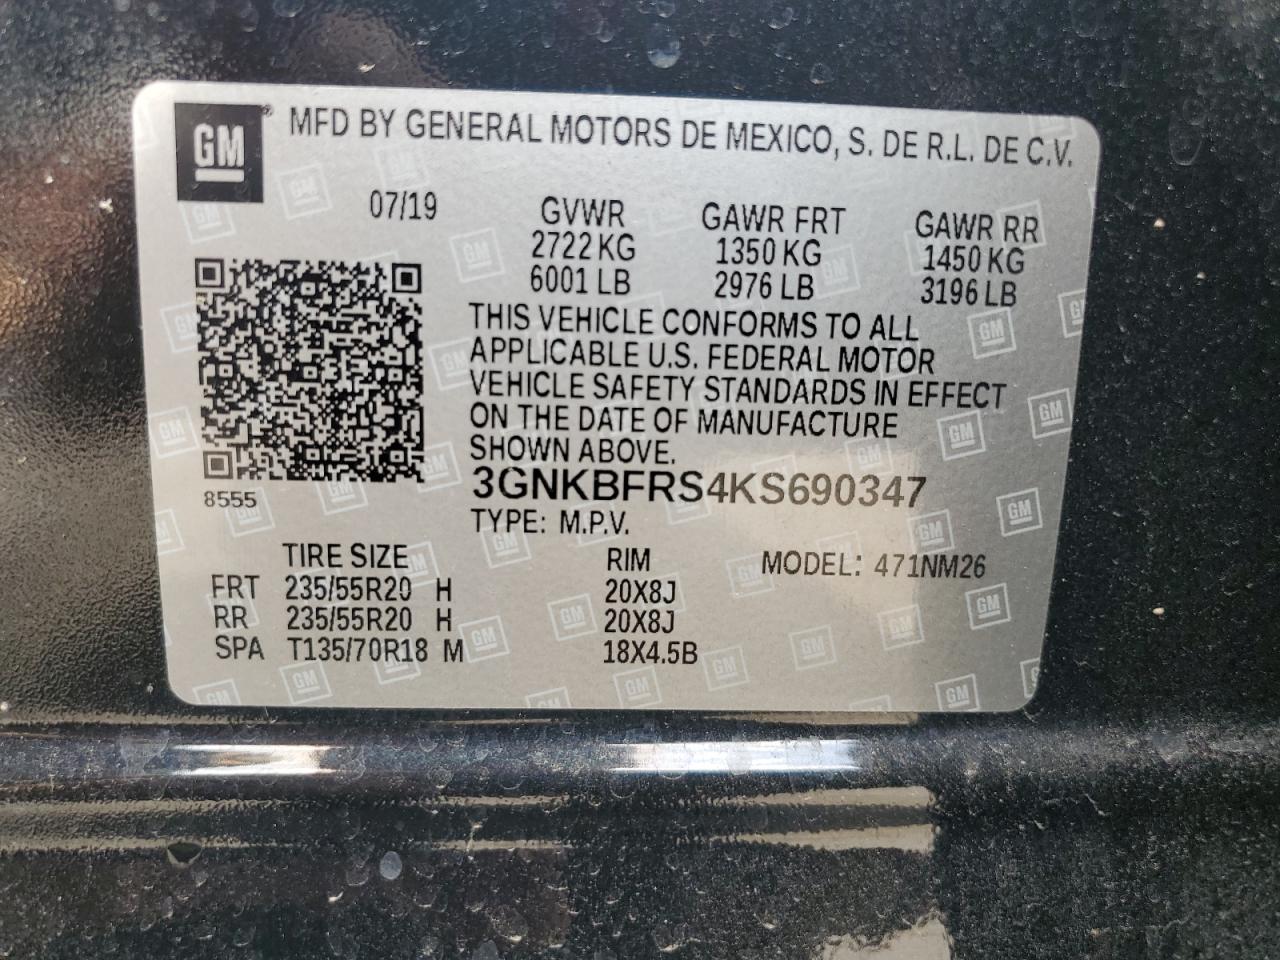 GM
MFD BY GENERAL MOTORS DE MEXICO, S. DE R.L. DE C.V.
07/19 GVWR GAWR FRT GAWR RR
2722 KG 1350 KG 1450 KG
6001 LB 2976 LB 3196 LB
THIS VEHICLE CONFORMS TO ALL
APPLICABLE U.S. FEDERAL MOTOR
VEHICLE SAFETY STANDARDS IN EFFECT
ON THE DATE OF MANUFACTURE
SHOWN ABOVE.
8555 3GNKBFRS4KS690347
TYPE: M.P.V.
TIRE SIZE RIM MODEL: 471NM26
FRT 235/55R20 H 20X8J
RR 235/55R20 H 20X8J
SPA T135/70R18 M 18X4.5B